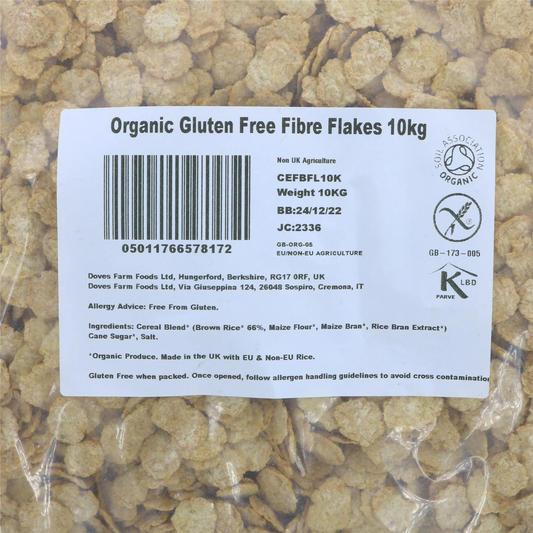 Organic Gluten Free Fibre Flakes 10kg
Non UK Agriculture
CEFBFL10K
Weight 10KG
BB:24/12/22
JC:2336
GB-ORG-05
EU/NON-EU AGRICULTURE
05011766578172
SOIL ASSOCIATION
ORGANIC
GB-173-005
K LBD
PARVE
Doves Farm Foods Ltd, Hungerford, Berkshire, RG17 0RF, UK
Doves Farm Foods Ltd, Via Giuseppina 124, 26048 Sospiro, Cremona, IT
Allergy Advice: Free From Gluten.
Ingredients: Cereal Blend* (Brown Rice* 66%, Maize Flour*, Maize Bran*, Rice Bran Extract*)
Cane Sugar*, Salt.
*Organic Produce. Made in the UK with EU & Non-EU Rice.
Gluten Free when packed. Once opened, follow allergen handling guidelines to avoid cross contamination